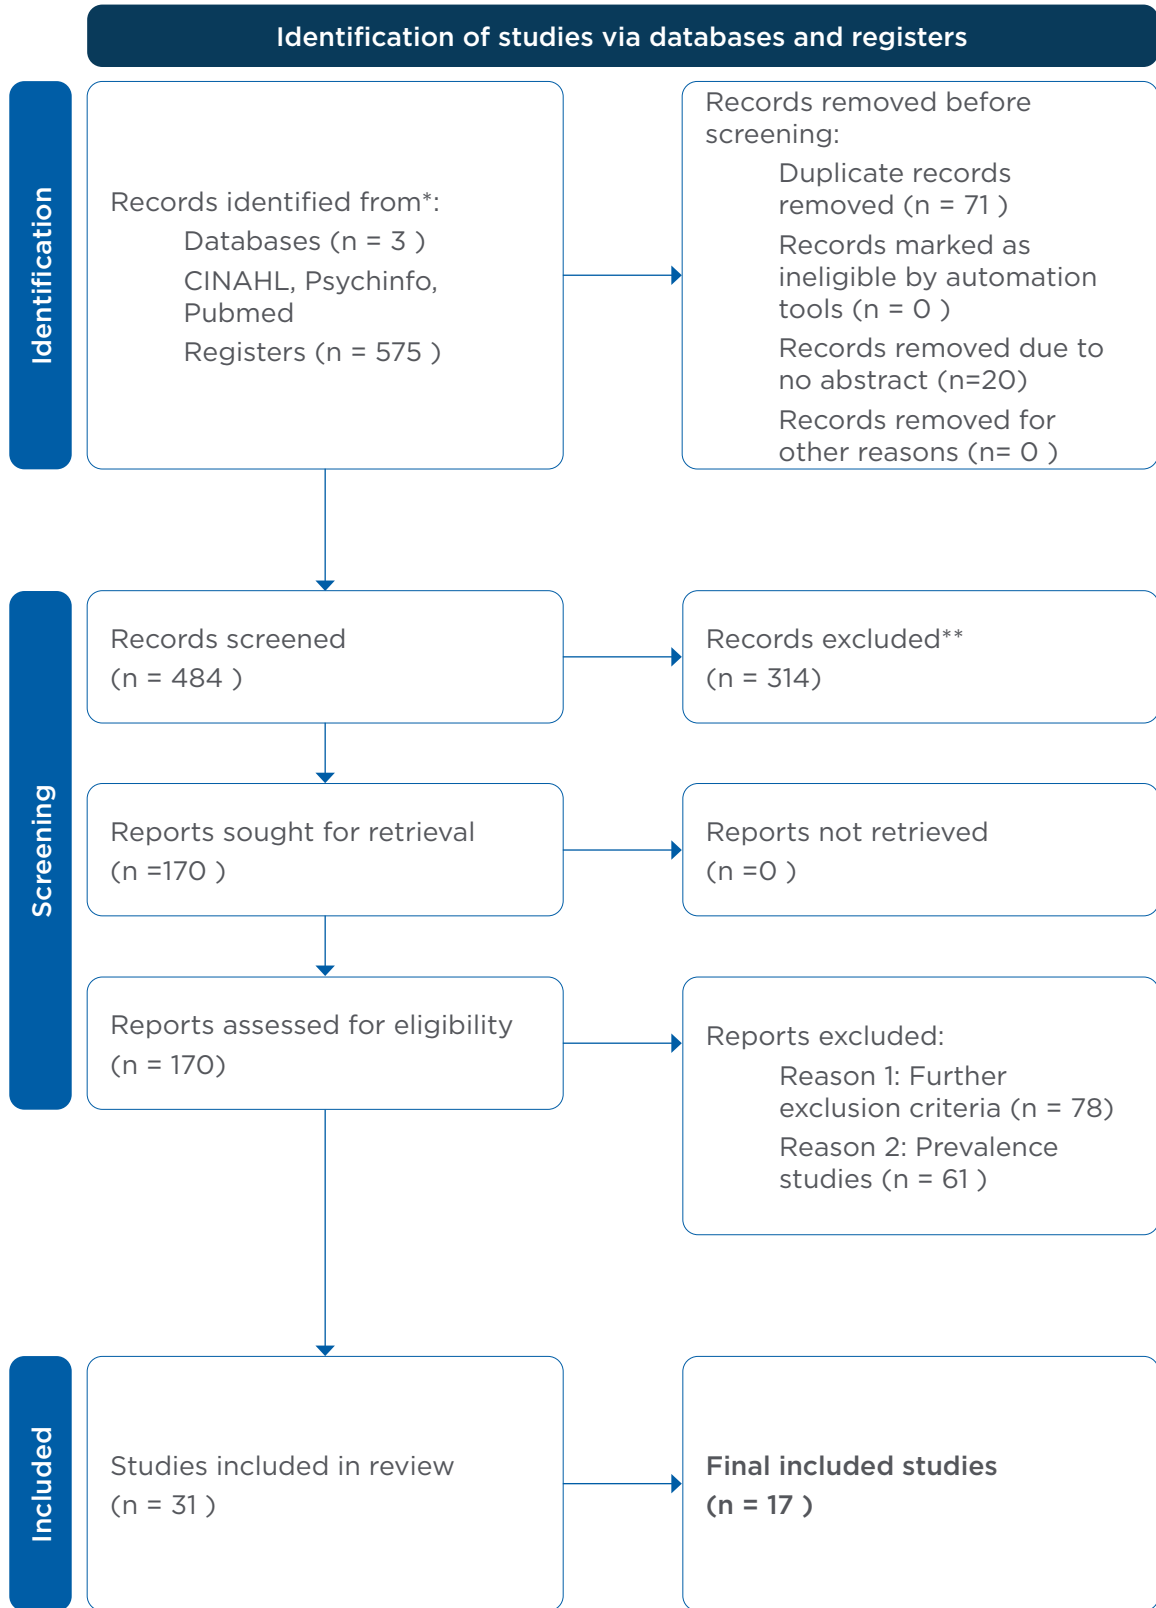 Identification of studies via databases and registers
Identification
Records identified from*:
Databases (n = 3 )
CINAHL, Psychinfo,
Pubmed
Registers (n = 575 )
Records removed before
screening:
Duplicate records
removed (n = 71 )
Records marked as
ineligible by automation
tools (n = 0 )
Records removed due to
no abstract (n=20)
Records removed for
other reasons (n= 0 )
Screening
Records screened
(n = 484 )
Records excluded**
(n = 314)
Reports sought for retrieval
(n =170 )
Reports not retrieved
(n =0 )
Reports assessed for eligibility
(n = 170)
Reports excluded:
Reason 1: Further
exclusion criteria (n = 78)
Reason 2: Prevalence
studies (n = 61 )
Included
Studies included in review
(n = 31 )
Final included studies
(n = 17 )